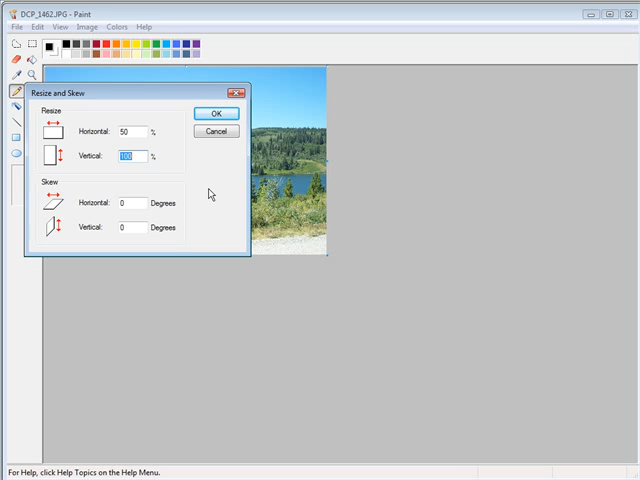 DCP_1462.JPG - Paint
File Edit View Image Colors Help
Resize and Skew
Resize
OK
Horizontal: 50 %
Cancel
Vertical: 100 %
Skew
Horizontal: 0 Degrees
Vertical: 0 Degrees
For Help, click Help Topics on the Help Menu.